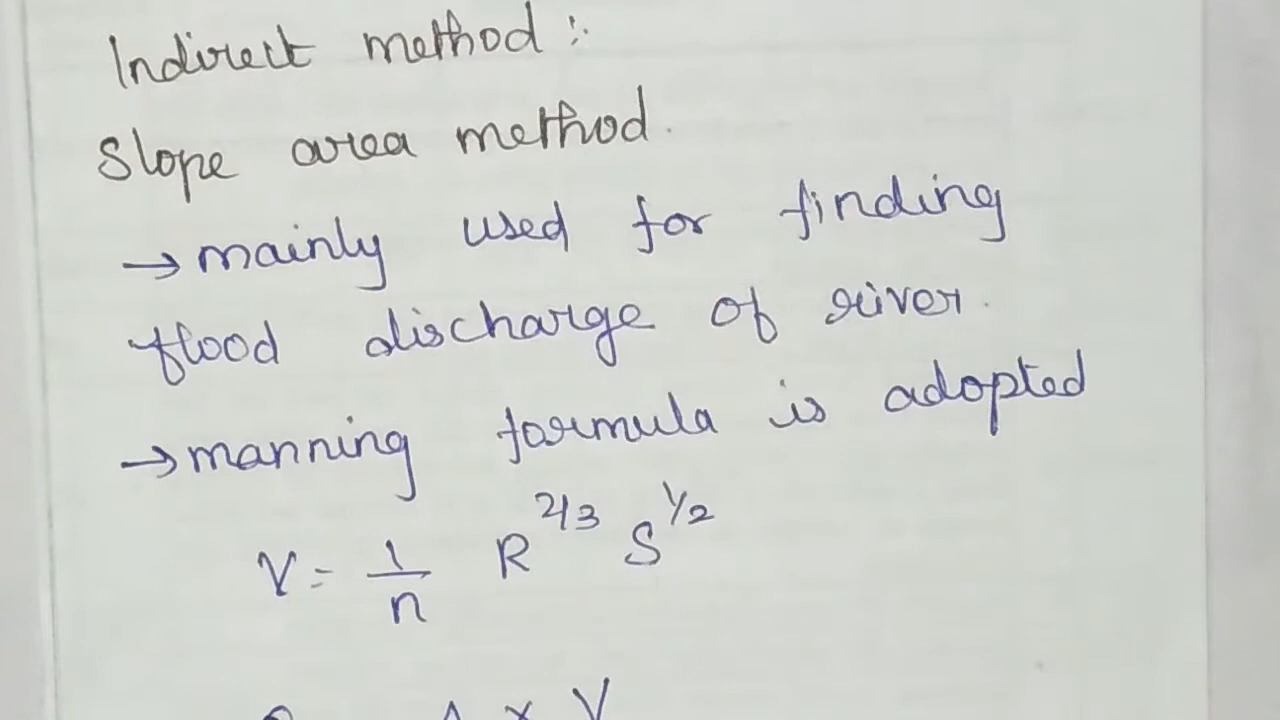 Indirect method :-
Slope area method.
→ mainly used for finding
flood discharge of river.
→ manning formula is adopted
V = 1/n R^2/3 S^1/2
A x V